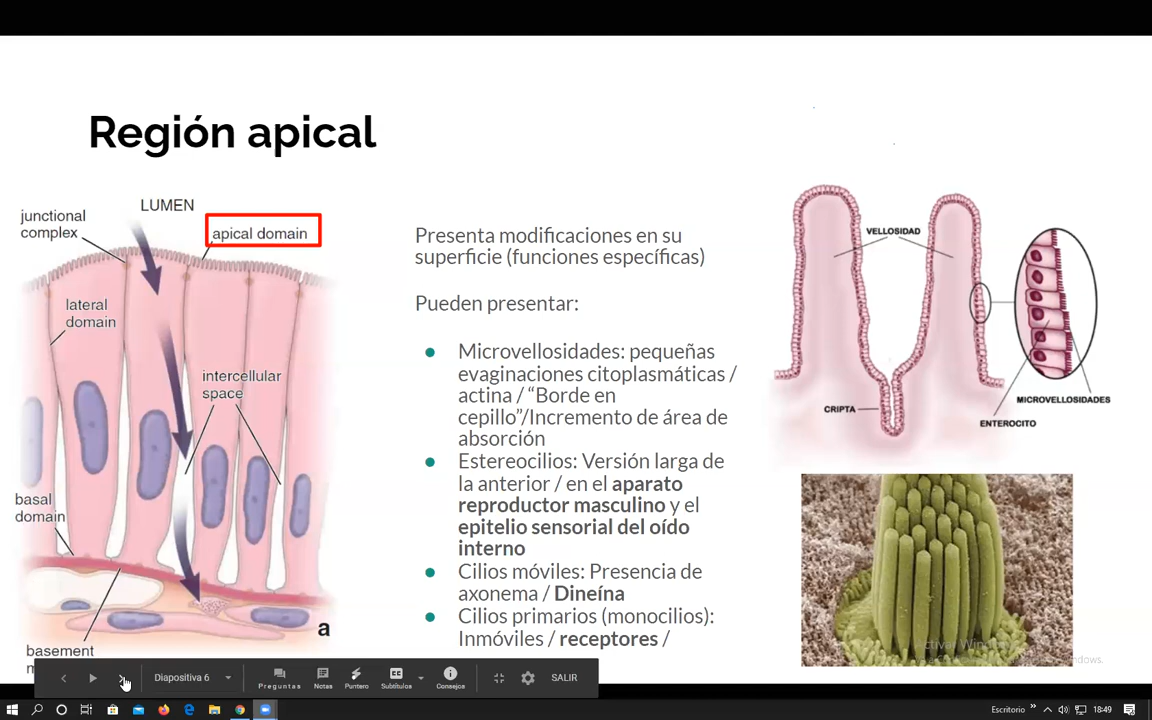 Región apical
LUMEN
junctional
complex
apical domain
lateral
domain
intercellular
space
basal
domain
basement
a
Presenta modificaciones en su
superficie (funciones específicas)
Pueden presentar:
● Microvellosidades: pequeñas
evaginaciones citoplasmáticas /
actina / “Borde en
cepillo”/Incremento de área de
absorción
● Estereocilios: Versión larga de
la anterior / en el aparato
reproductor masculino y el
epitelio sensorial del oído
interno
● Cilios móviles: Presencia de
axonema / Dineína
● Cilios primarios (monocilios):
Inmóviles / receptores /
VELLOSIDAD
MICROVELLOSIDADES
CRIPTA
ENTEROCITO
Activar Win
ndows.
Diapositiva 6
Preguntas
Notas
Puntero
Subtítulos
Consejos
SALIR
Escritorio
18:49